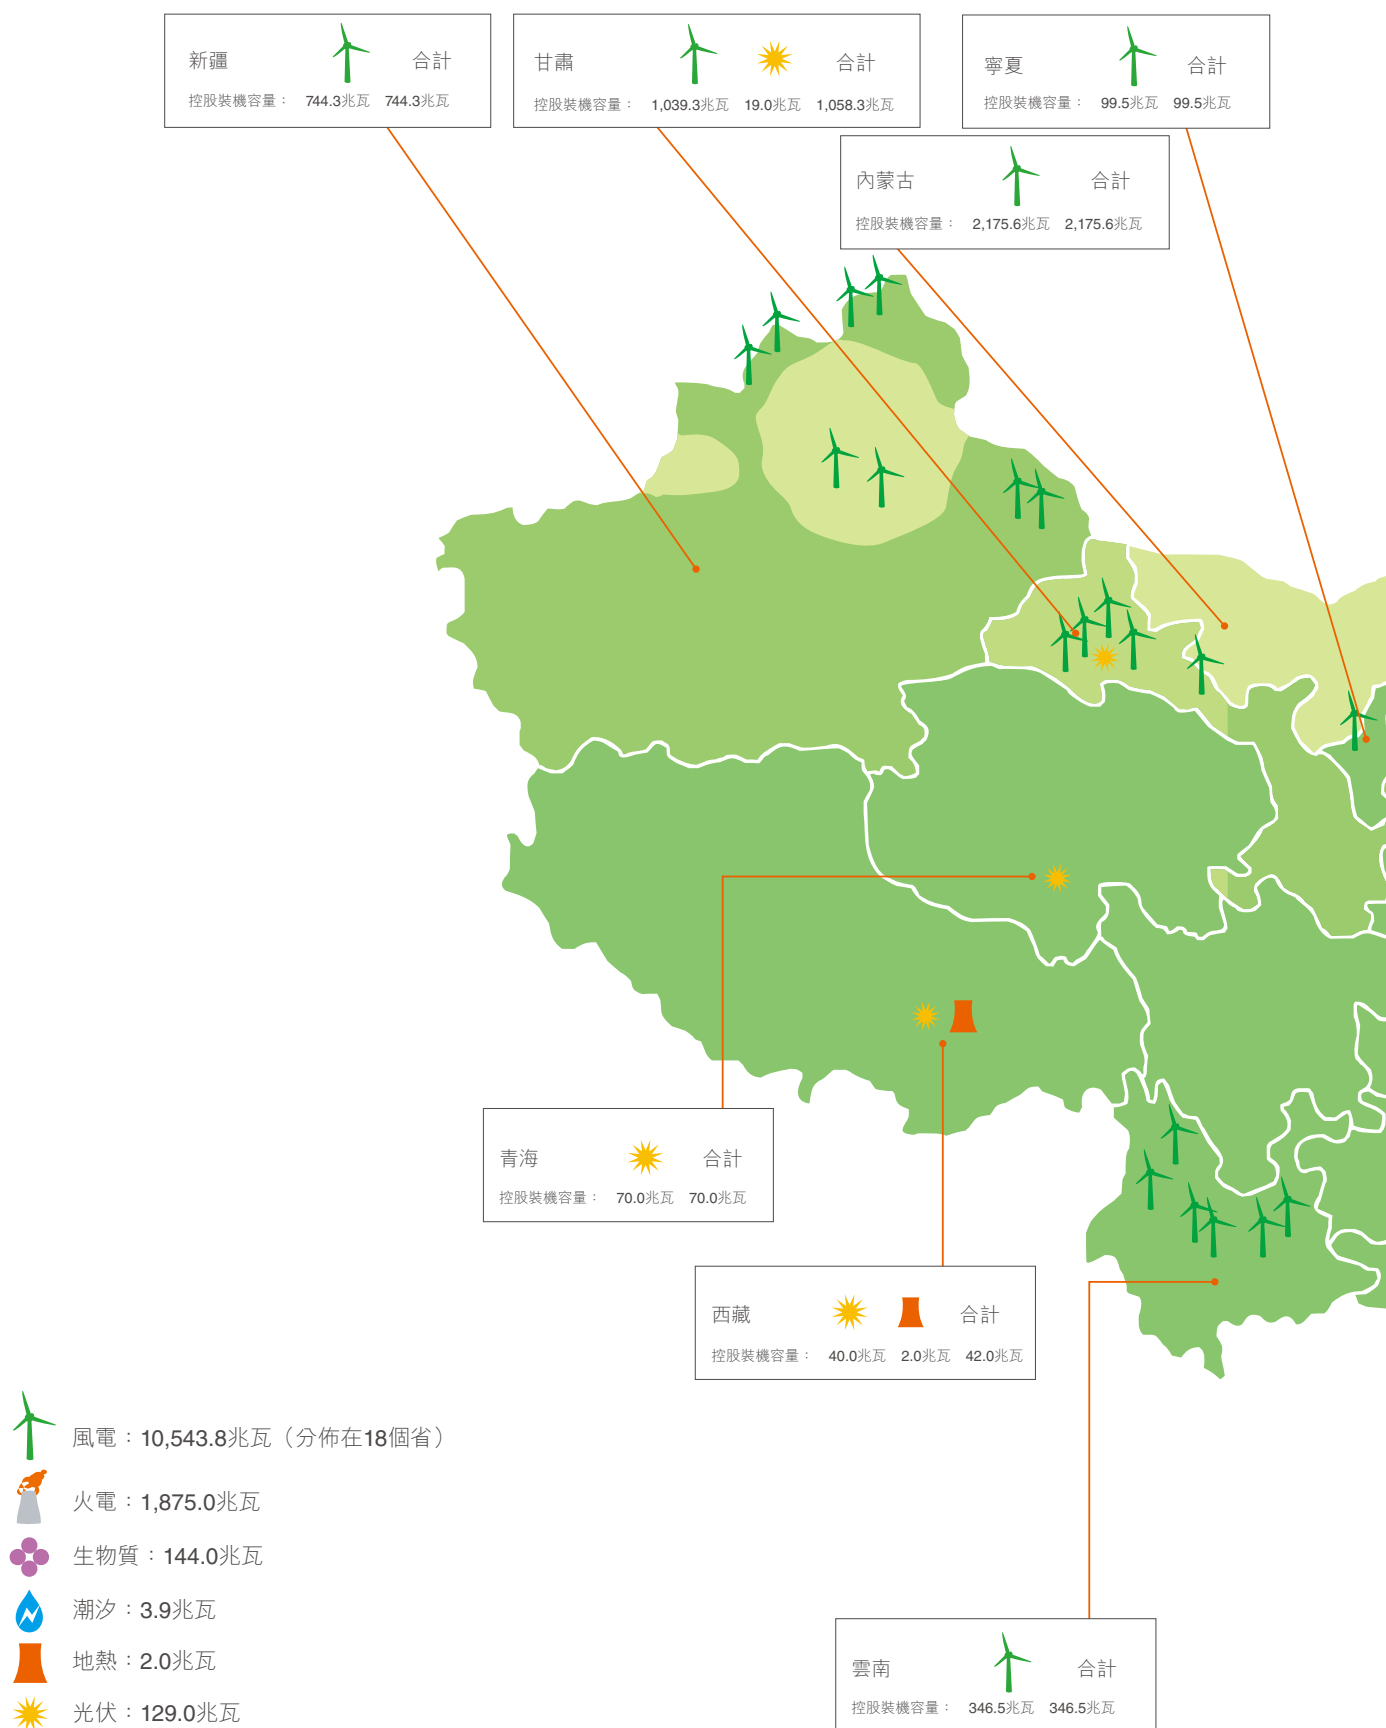 新疆 合計
控股裝機容量： 744.3兆瓦 744.3兆瓦
甘肅 合計
控股裝機容量： 1,039.3兆瓦 19.0兆瓦 1,058.3兆瓦
寧夏 合計
控股裝機容量： 99.5兆瓦 99.5兆瓦
內蒙古 合計
控股裝機容量： 2,175.6兆瓦 2,175.6兆瓦
青海 合計
控股裝機容量： 70.0兆瓦 70.0兆瓦
西藏 合計
控股裝機容量： 40.0兆瓦 2.0兆瓦 42.0兆瓦
風電：10,543.8兆瓦（分佈在18個省）
火電：1,875.0兆瓦
生物質：144.0兆瓦
潮汐：3.9兆瓦
地熱：2.0兆瓦
光伏：129.0兆瓦
雲南 合計
控股裝機容量： 346.5兆瓦 346.5兆瓦